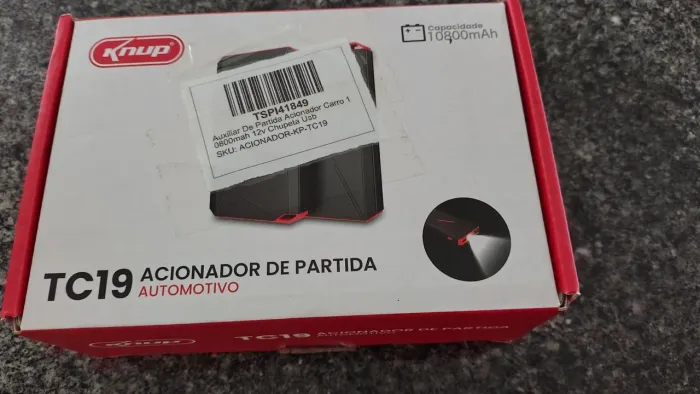 Knup®
Capacidade
10800mAh
TSPI41849
Auxiliar De Partida Acionador Carro 1
0800mah 12v Chupeta Usb
SKU: ACIONADOR-KP-TC19
TC19 ACIONADOR DE PARTIDA
AUTOMOTIVO
Knup
TC19 ACIONADOR DE PARTIDA